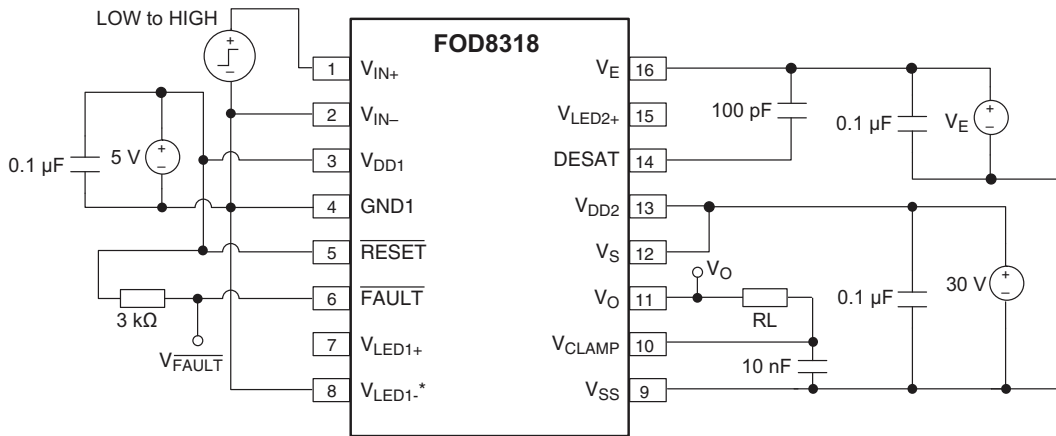 LOW to HIGH
FOD8318
+
−
1 VIN+
2 VIN–
3 VDD1
4 GND1
5 RESET
6 FAULT
7 VLED1+
8 VLED1-*
0.1 µF
5 V
+
−
3 kΩ
VFAULT
VE 16
VLED2+ 15
DESAT 14
VDD2 13
VS 12
VO 11
VCLAMP 10
VSS 9
100 pF
0.1 µF
VE
+
−
VO
RL
10 nF
0.1 µF
30 V
+
−